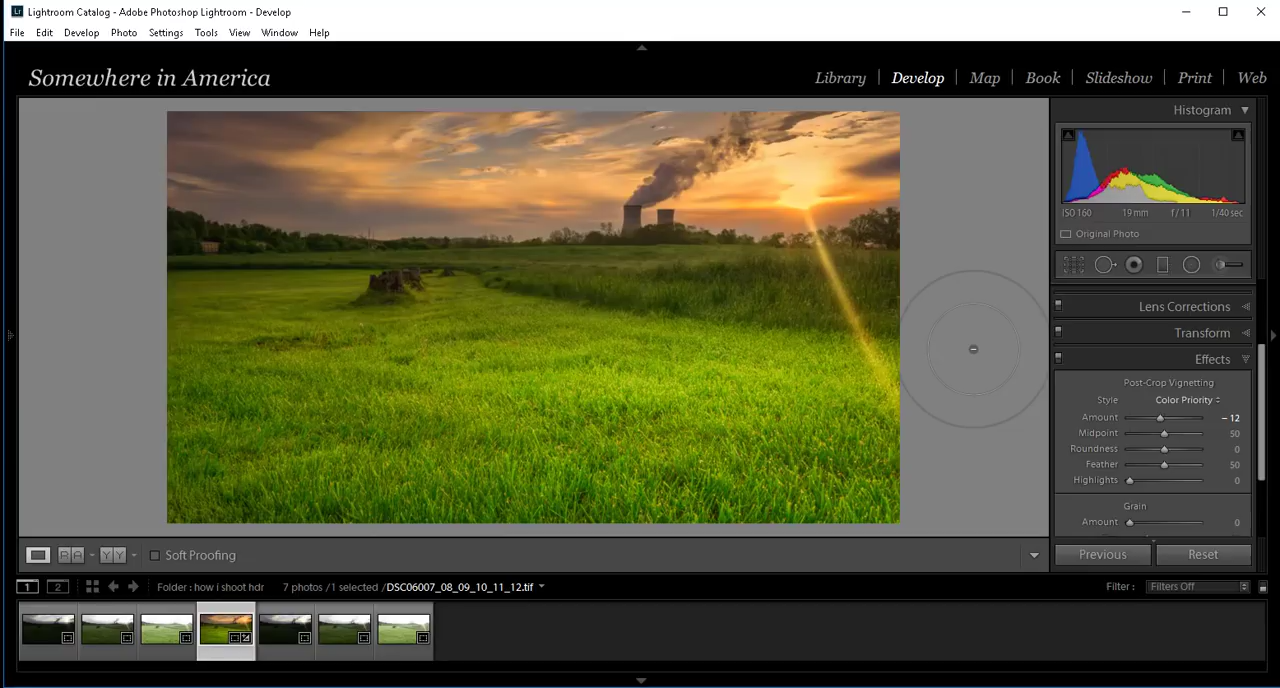 Lr Lightroom Catalog - Adobe Photoshop Lightroom - Develop
File Edit Develop Photo Settings Tools View Window Help
Somewhere in America
Library | Develop | Map | Book | Slideshow | Print | Web
Histogram
ISO 160 19 mm f / 11 1/40 sec
Original Photo
Lens Corrections
Transform
Effects
Post-Crop Vignetting
Style Color Priority
Amount - 12
Midpoint 50
Roundness 0
Feather 50
Highlights 0
Grain
Amount 0
R A Y Y Soft Proofing
Previous Reset
1 2 Folder : how i shoot hdr 7 photos / 1 selected / DSC06007_08_09_10_11_12.tif Filter : Filters Off